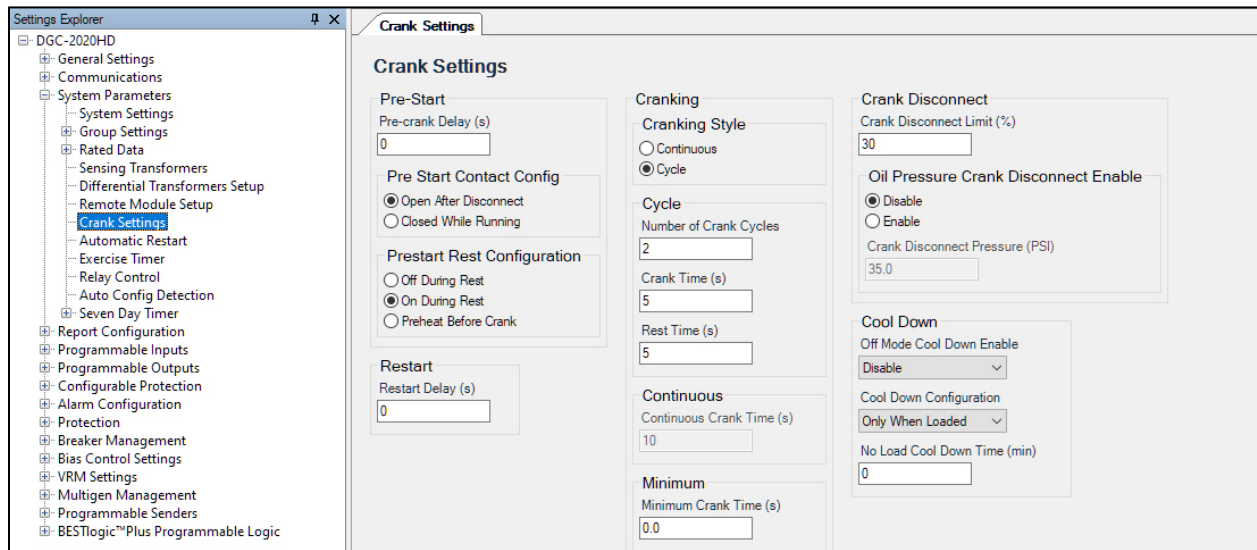 Settings Explorer
DGC-2020HD
General Settings
Communications
System Parameters
System Settings
Group Settings
Rated Data
Sensing Transformers
Differential Transformers Setup
Remote Module Setup
Crank Settings
Automatic Restart
Exercise Timer
Relay Control
Auto Config Detection
Seven Day Timer
Report Configuration
Programmable Inputs
Programmable Outputs
Configurable Protection
Alarm Configuration
Protection
Breaker Management
Bias Control Settings
VRM Settings
Multigen Management
Programmable Senders
BESTlogic™Plus Programmable Logic
Crank Settings
Crank Settings
Pre-Start
Pre-crank Delay (s)
0
Pre Start Contact Config
Open After Disconnect
Closed While Running
Prestart Rest Configuration
Off During Rest
On During Rest
Preheat Before Crank
Restart
Restart Delay (s)
0
Cranking
Cranking Style
Continuous
Cycle
Cycle
Number of Crank Cycles
2
Crank Time (s)
5
Rest Time (s)
5
Continuous
Continuous Crank Time (s)
10
Minimum
Minimum Crank Time (s)
0.0
Crank Disconnect
Crank Disconnect Limit (%)
30
Oil Pressure Crank Disconnect Enable
Disable
Enable
Crank Disconnect Pressure (PSI)
35.0
Cool Down
Off Mode Cool Down Enable
Disable
Cool Down Configuration
Only When Loaded
No Load Cool Down Time (min)
0